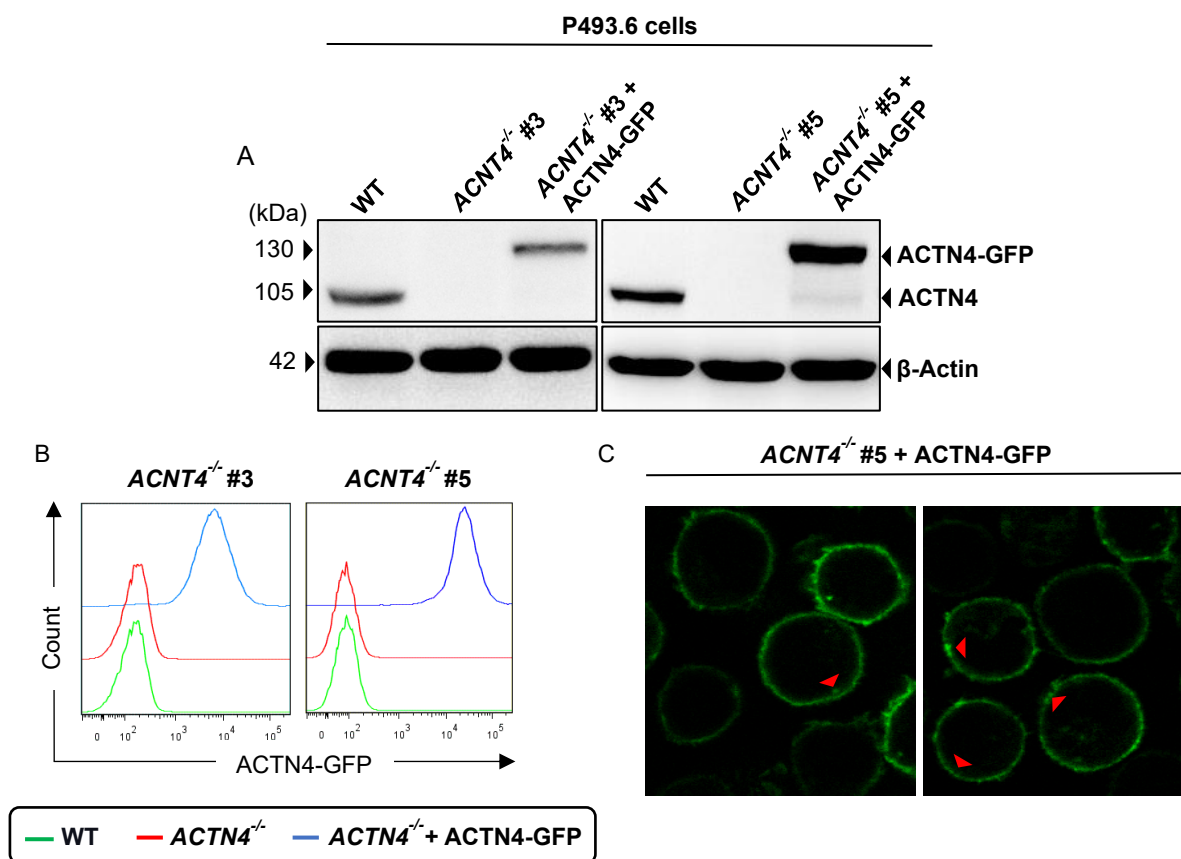 P493.6 cells
A
WT
ACNT4-/- #3
ACNT4-/- #3 +
ACTN4-GFP
WT
ACNT4-/- #5
ACNT4-/- #5 +
ACTN4-GFP
(kDa)
130
105
42
ACTN4-GFP
ACTN4
β-Actin
B
ACNT4-/- #3
ACNT4-/- #5
Count
0 10^2 10^3 10^4 10^5
0 10^2 10^3 10^4 10^5
ACTN4-GFP
C
ACNT4-/- #5 + ACTN4-GFP
WT
ACTN4-/-
ACTN4-/- + ACTN4-GFP